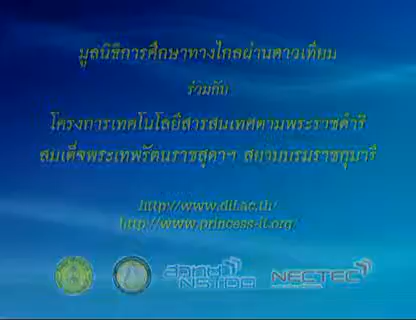 มูลนิธิการศึกษาทางไกลผ่านดาวเทียม
ร่วมกับ
โครงการเทคโนโลยีสารสนเทศตามพระราชดำริ
สมเด็จพระเทพรัตนราชสุดาฯ สยามบรมราชกุมารี
http://www.dlf.ac.th/
http://www.princess-it.org/
สวทช NECTEC
NSTDA